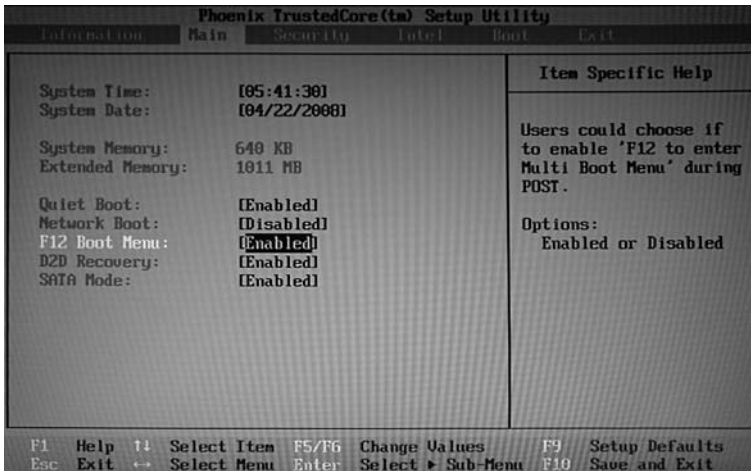 Phoenix TrustedCore(tm) Setup Utility
Information Main Security Intel Boot Exit
Item Specific Help
System Time: [05:41:30]
System Date: [04/22/2008]
System Memory: 640 KB
Extended Memory: 1011 MB
Quiet Boot: [Enabled]
Network Boot: [Disabled]
F12 Boot Menu: [Enabled]
D2D Recovery: [Enabled]
SATA Mode: [Enabled]
Users could choose if
to enable 'F12 to enter
Multi Boot Menu' during
POST.
Options:
Enabled or Disabled
F1 Help ↑↓ Select Item F5/F6 Change Values F9 Setup Defaults
Esc Exit ↔ Select Menu Enter Select ▶ Sub-Menu F10 Save and Exit